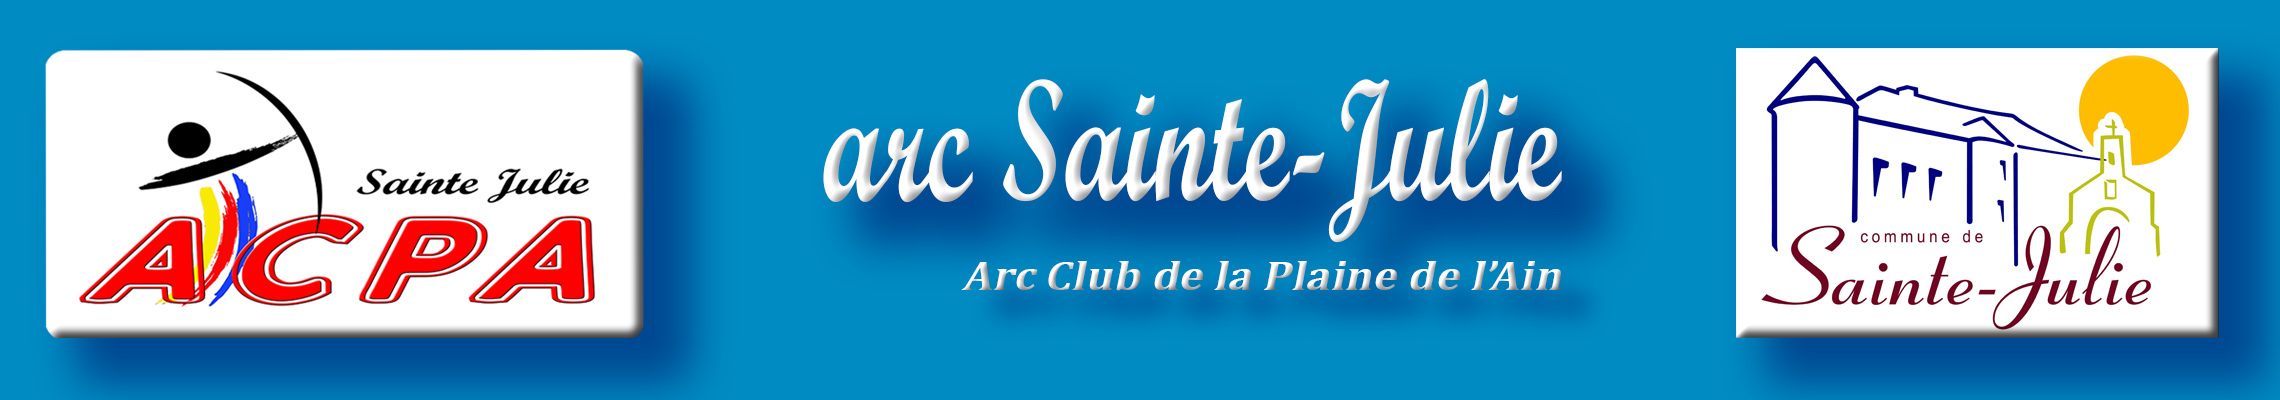 Sainte Julie
ACPA
arc Sainte-Julie
Arc Club de la Plaine de l’Ain
commune de
Sainte-Julie